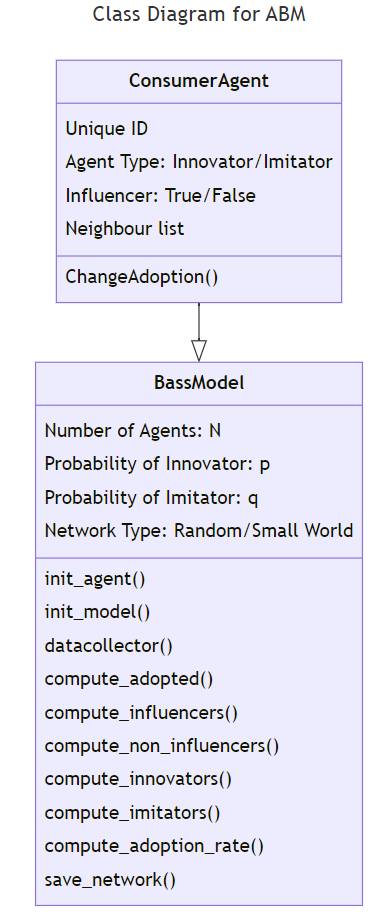 Class Diagram for ABM
ConsumerAgent
Unique ID
Agent Type: Innovator/Imitator
Influencer: True/False
Neighbour list
ChangeAdoption()
BassModel
Number of Agents: N
Probability of Innovator: p
Probability of Imitator: q
Network Type: Random/Small World
init_agent()
init_model()
datacollector()
compute_adopted()
compute_influencers()
compute_non_influencers()
compute_innovators()
compute_imitators()
compute_adoption_rate()
save_network()